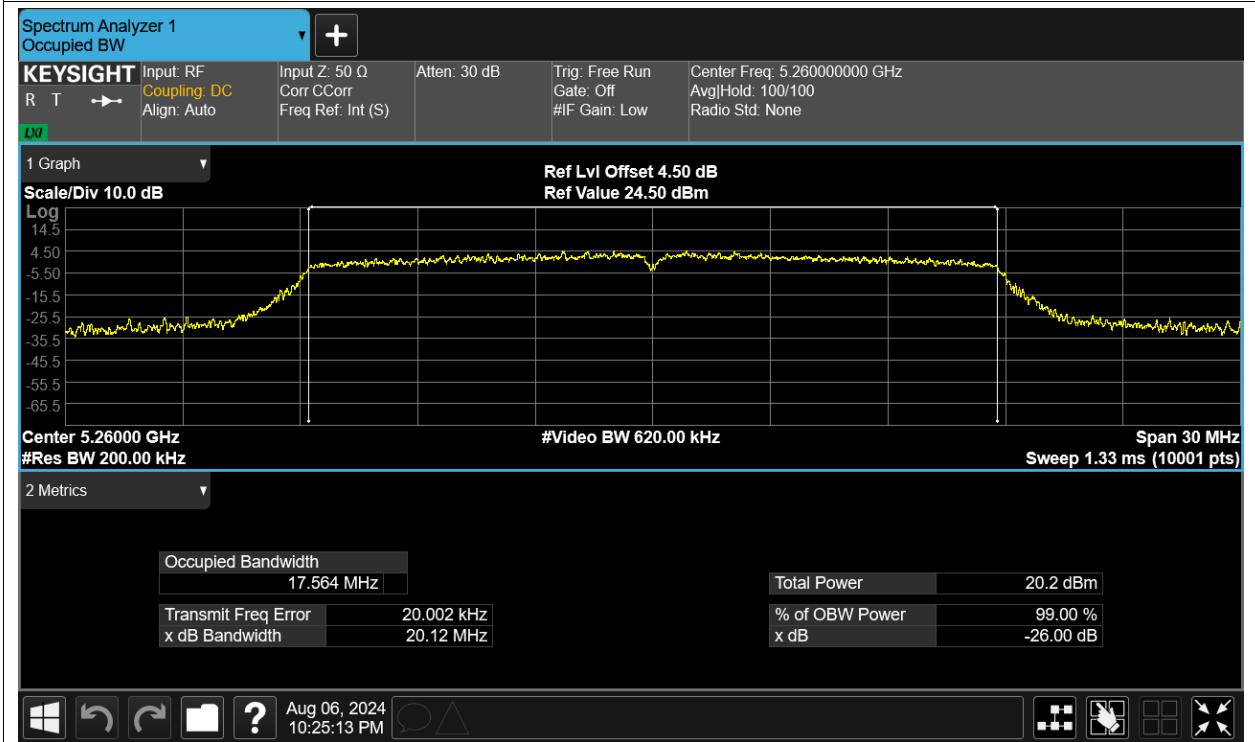 Spectrum Analyzer 1
Occupied BW
KEYSIGHT
R T
LXI
Input: RF
Coupling: DC
Align: Auto
Input Z: 50 Ω
Corr CCorr
Freq Ref: Int (S)
Atten: 30 dB
Trig: Free Run
Gate: Off
#IF Gain: Low
Center Freq: 5.260000000 GHz
Avg|Hold: 100/100
Radio Std: None
1 Graph
Scale/Div 10.0 dB
Ref Lvl Offset 4.50 dB
Ref Value 24.50 dBm
Log
14.5
4.50
-5.50
-15.5
-25.5
-35.5
-45.5
-55.5
-65.5
Center 5.26000 GHz
#Res BW 200.00 kHz
#Video BW 620.00 kHz
Span 30 MHz
Sweep 1.33 ms (10001 pts)
2 Metrics
Occupied Bandwidth
17.564 MHz
Transmit Freq Error 20.002 kHz
x dB Bandwidth 20.12 MHz
Total Power 20.2 dBm
% of OBW Power 99.00 %
x dB -26.00 dB
?
Aug 06, 2024
10:25:13 PM